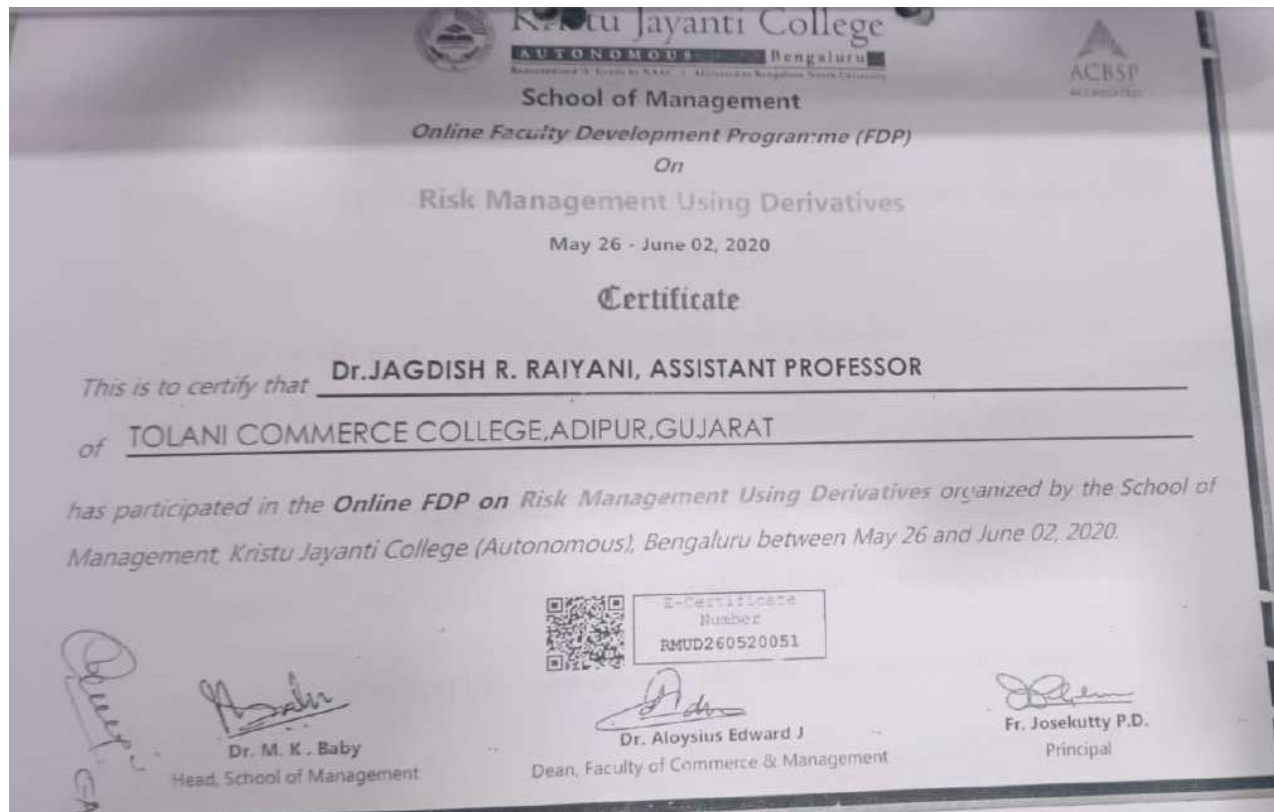 Kristu Jayanti College
AUTONOMOUS Bengaluru
ACBSP
ACCREDITED
School of Management
Online Faculty Development Programme (FDP)
On
Risk Management Using Derivatives
May 26 - June 02, 2020
Certificate
This is to certify that Dr.JAGDISH R. RAIYANI, ASSISTANT PROFESSOR
of TOLANI COMMERCE COLLEGE,ADIPUR,GUJARAT
has participated in the Online FDP on Risk Management Using Derivatives organized by the School of
Management, Kristu Jayanti College (Autonomous), Bengaluru between May 26 and June 02, 2020.
E-Certificate
Number
RMUD260520051
Dr. M. K. Baby
Head, School of Management
Dr. Aloysius Edward J
Dean, Faculty of Commerce & Management
Fr. Josekutty P.D.
Principal